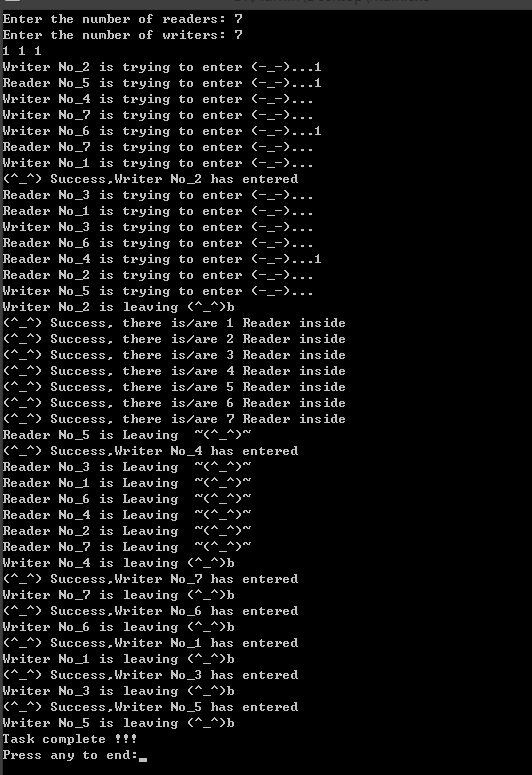 Enter the number of readers: 7
Enter the number of writers: 7
1 1 1
Writer No_2 is trying to enter (-_-)...1
Reader No_5 is trying to enter (-_-)...1
Writer No_4 is trying to enter (-_-)...
Writer No_7 is trying to enter (-_-)...
Writer No_6 is trying to enter (-_-)...1
Reader No_7 is trying to enter (-_-)...
Writer No_1 is trying to enter (-_-)...
(^_^) Success,Writer No_2 has entered
Reader No_3 is trying to enter (-_-)...
Reader No_1 is trying to enter (-_-)...
Writer No_3 is trying to enter (-_-)...
Reader No_6 is trying to enter (-_-)...
Reader No_4 is trying to enter (-_-)...1
Reader No_2 is trying to enter (-_-)...
Writer No_5 is trying to enter (-_-)...
Writer No_2 is leaving (^_^)b
(^_^) Success, there is/are 1 Reader inside
(^_^) Success, there is/are 2 Reader inside
(^_^) Success, there is/are 3 Reader inside
(^_^) Success, there is/are 4 Reader inside
(^_^) Success, there is/are 5 Reader inside
(^_^) Success, there is/are 6 Reader inside
(^_^) Success, there is/are 7 Reader inside
Reader No_5 is Leaving  ~(^_^)~
(^_^) Success,Writer No_4 has entered
Reader No_3 is Leaving  ~(^_^)~
Reader No_1 is Leaving  ~(^_^)~
Reader No_6 is Leaving  ~(^_^)~
Reader No_4 is Leaving  ~(^_^)~
Reader No_2 is Leaving  ~(^_^)~
Reader No_7 is Leaving  ~(^_^)~
Writer No_4 is leaving (^_^)b
(^_^) Success,Writer No_7 has entered
Writer No_7 is leaving (^_^)b
(^_^) Success,Writer No_6 has entered
Writer No_6 is leaving (^_^)b
(^_^) Success,Writer No_1 has entered
Writer No_1 is leaving (^_^)b
(^_^) Success,Writer No_3 has entered
Writer No_3 is leaving (^_^)b
(^_^) Success,Writer No_5 has entered
Writer No_5 is leaving (^_^)b
Task complete !!!
Press any to end: